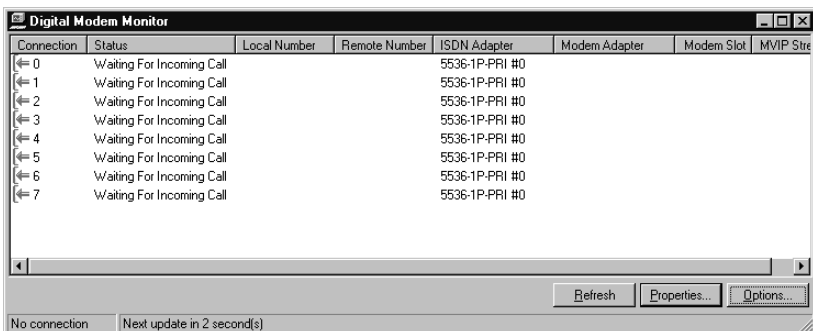 Digital Modem Monitor
Connection Status Local Number Remote Number ISDN Adapter Modem Adapter Modem Slot MVIP Stre
0 Waiting For Incoming Call 5536-1P-PRI #0
1 Waiting For Incoming Call 5536-1P-PRI #0
2 Waiting For Incoming Call 5536-1P-PRI #0
3 Waiting For Incoming Call 5536-1P-PRI #0
4 Waiting For Incoming Call 5536-1P-PRI #0
5 Waiting For Incoming Call 5536-1P-PRI #0
6 Waiting For Incoming Call 5536-1P-PRI #0
7 Waiting For Incoming Call 5536-1P-PRI #0
Refresh Properties... Options...
No connection Next update in 2 second(s)